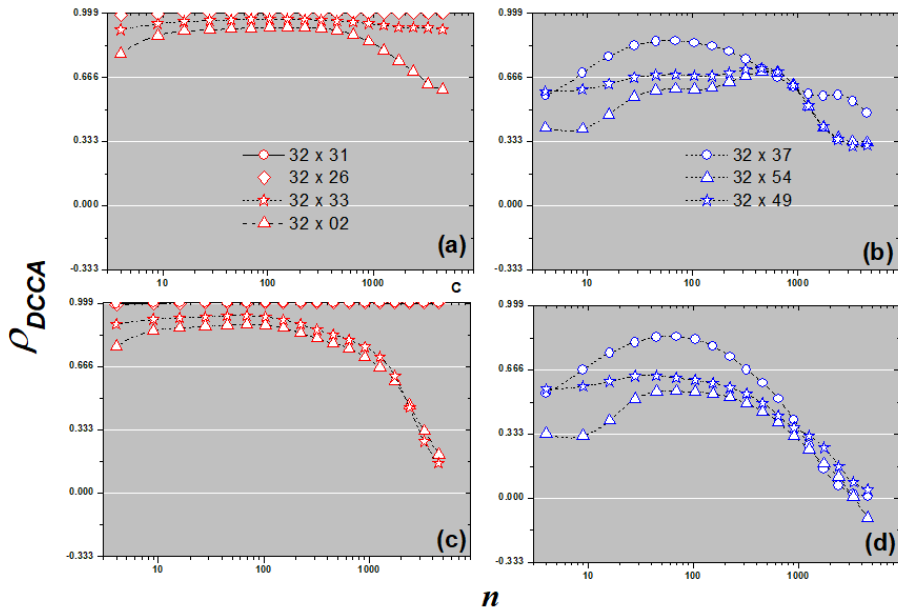 0.999
0.666
0.333
0.000
-0.333
32 x 31
32 x 26
32 x 33
32 x 02
(a)
10
100
1000
c
0.999
0.666
0.333
0.000
-0.333
32 x 37
32 x 54
32 x 49
(b)
10
100
1000
ρDCCA
0.999
0.666
0.333
0.000
-0.333
(c)
10
100
1000
0.999
0.666
0.333
0.000
-0.333
(d)
10
100
1000
n